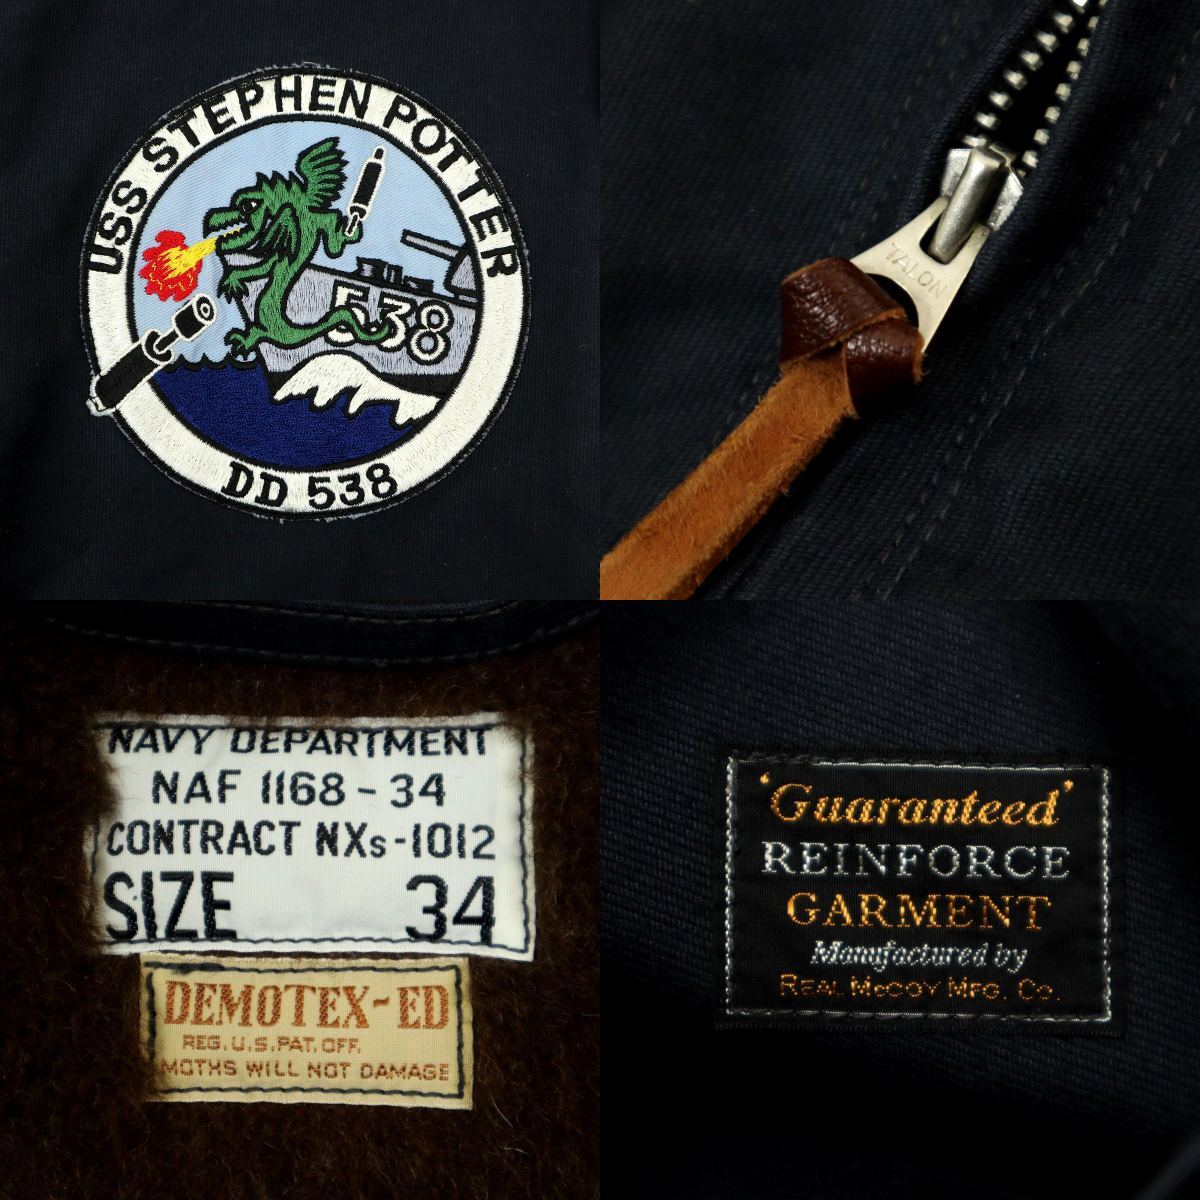 USS STEPHEN POTTER
538
DD 538
TALON
NAVY DEPARTMENT
NAF 1168-34
CONTRACT NXs-1012
SIZE 34
DEMOTEX-ED
REG. U.S. PAT. OFF.
MOTHS WILL NOT DAMAGE
'Guaranteed'
REINFORCE
GARMENT
Manufactured by
REAL McCOY MFG. Co.